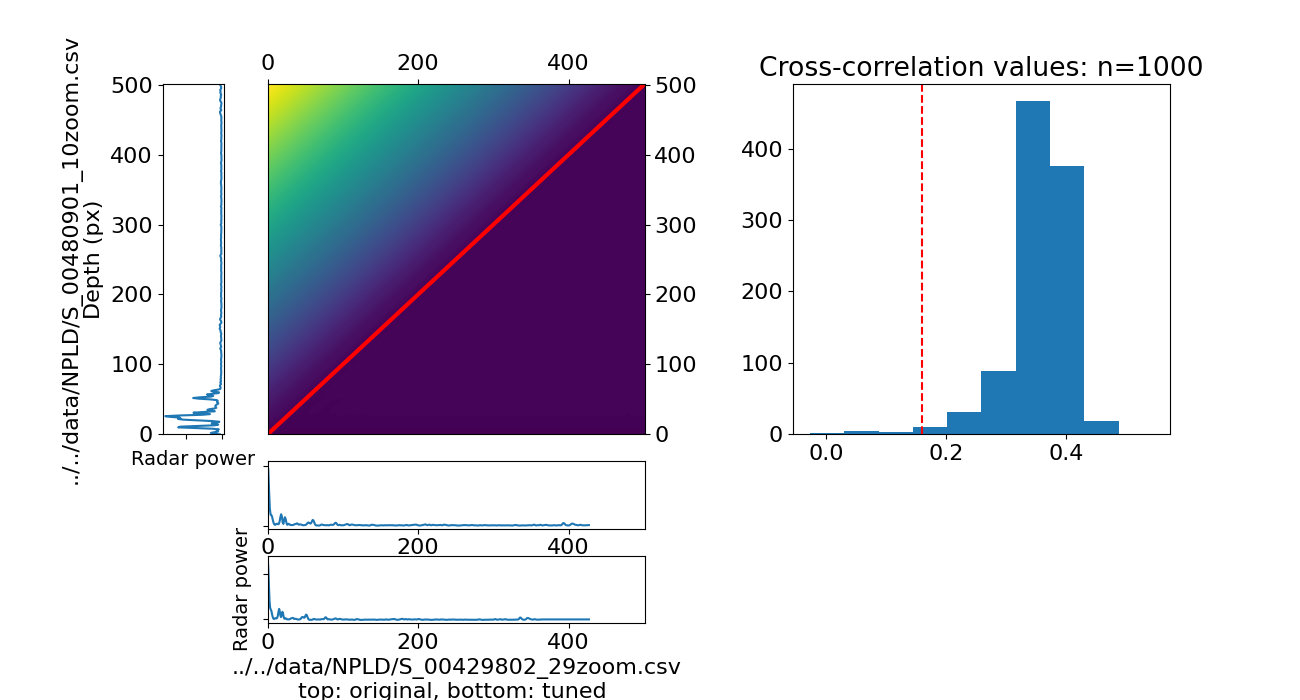 Cross-correlation values: n=1000
0 200 400
../../data/NPLD/S_00480901_10zoom.csv
Depth (px)
500
400
300
200
100
0
500
400
300
200
100
0
400
300
200
100
0
0.0 0.2 0.4
Radar power
0 200 400
Radar power
0 200 400
../../data/NPLD/S_00429802_29zoom.csv
top: original, bottom: tuned